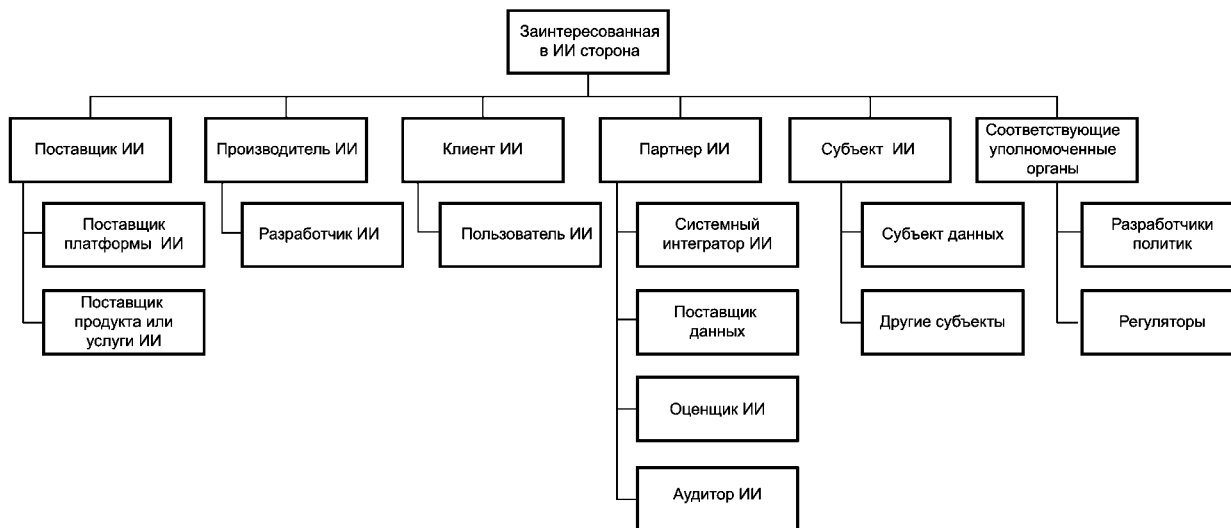 Заинтересованная
в ИИ сторона
Поставщик ИИ
Производитель ИИ
Клиент ИИ
Партнер ИИ
Субъект ИИ
Соответствующие
уполномоченные
органы
Поставщик
платформы ИИ
Разработчик ИИ
Пользователь ИИ
Системный
интегратор ИИ
Субъект данных
Разработчики
политик
Поставщик
продукта или
услуги ИИ
Поставщик
данных
Другие субъекты
Регуляторы
Оценщик ИИ
Аудитор ИИ